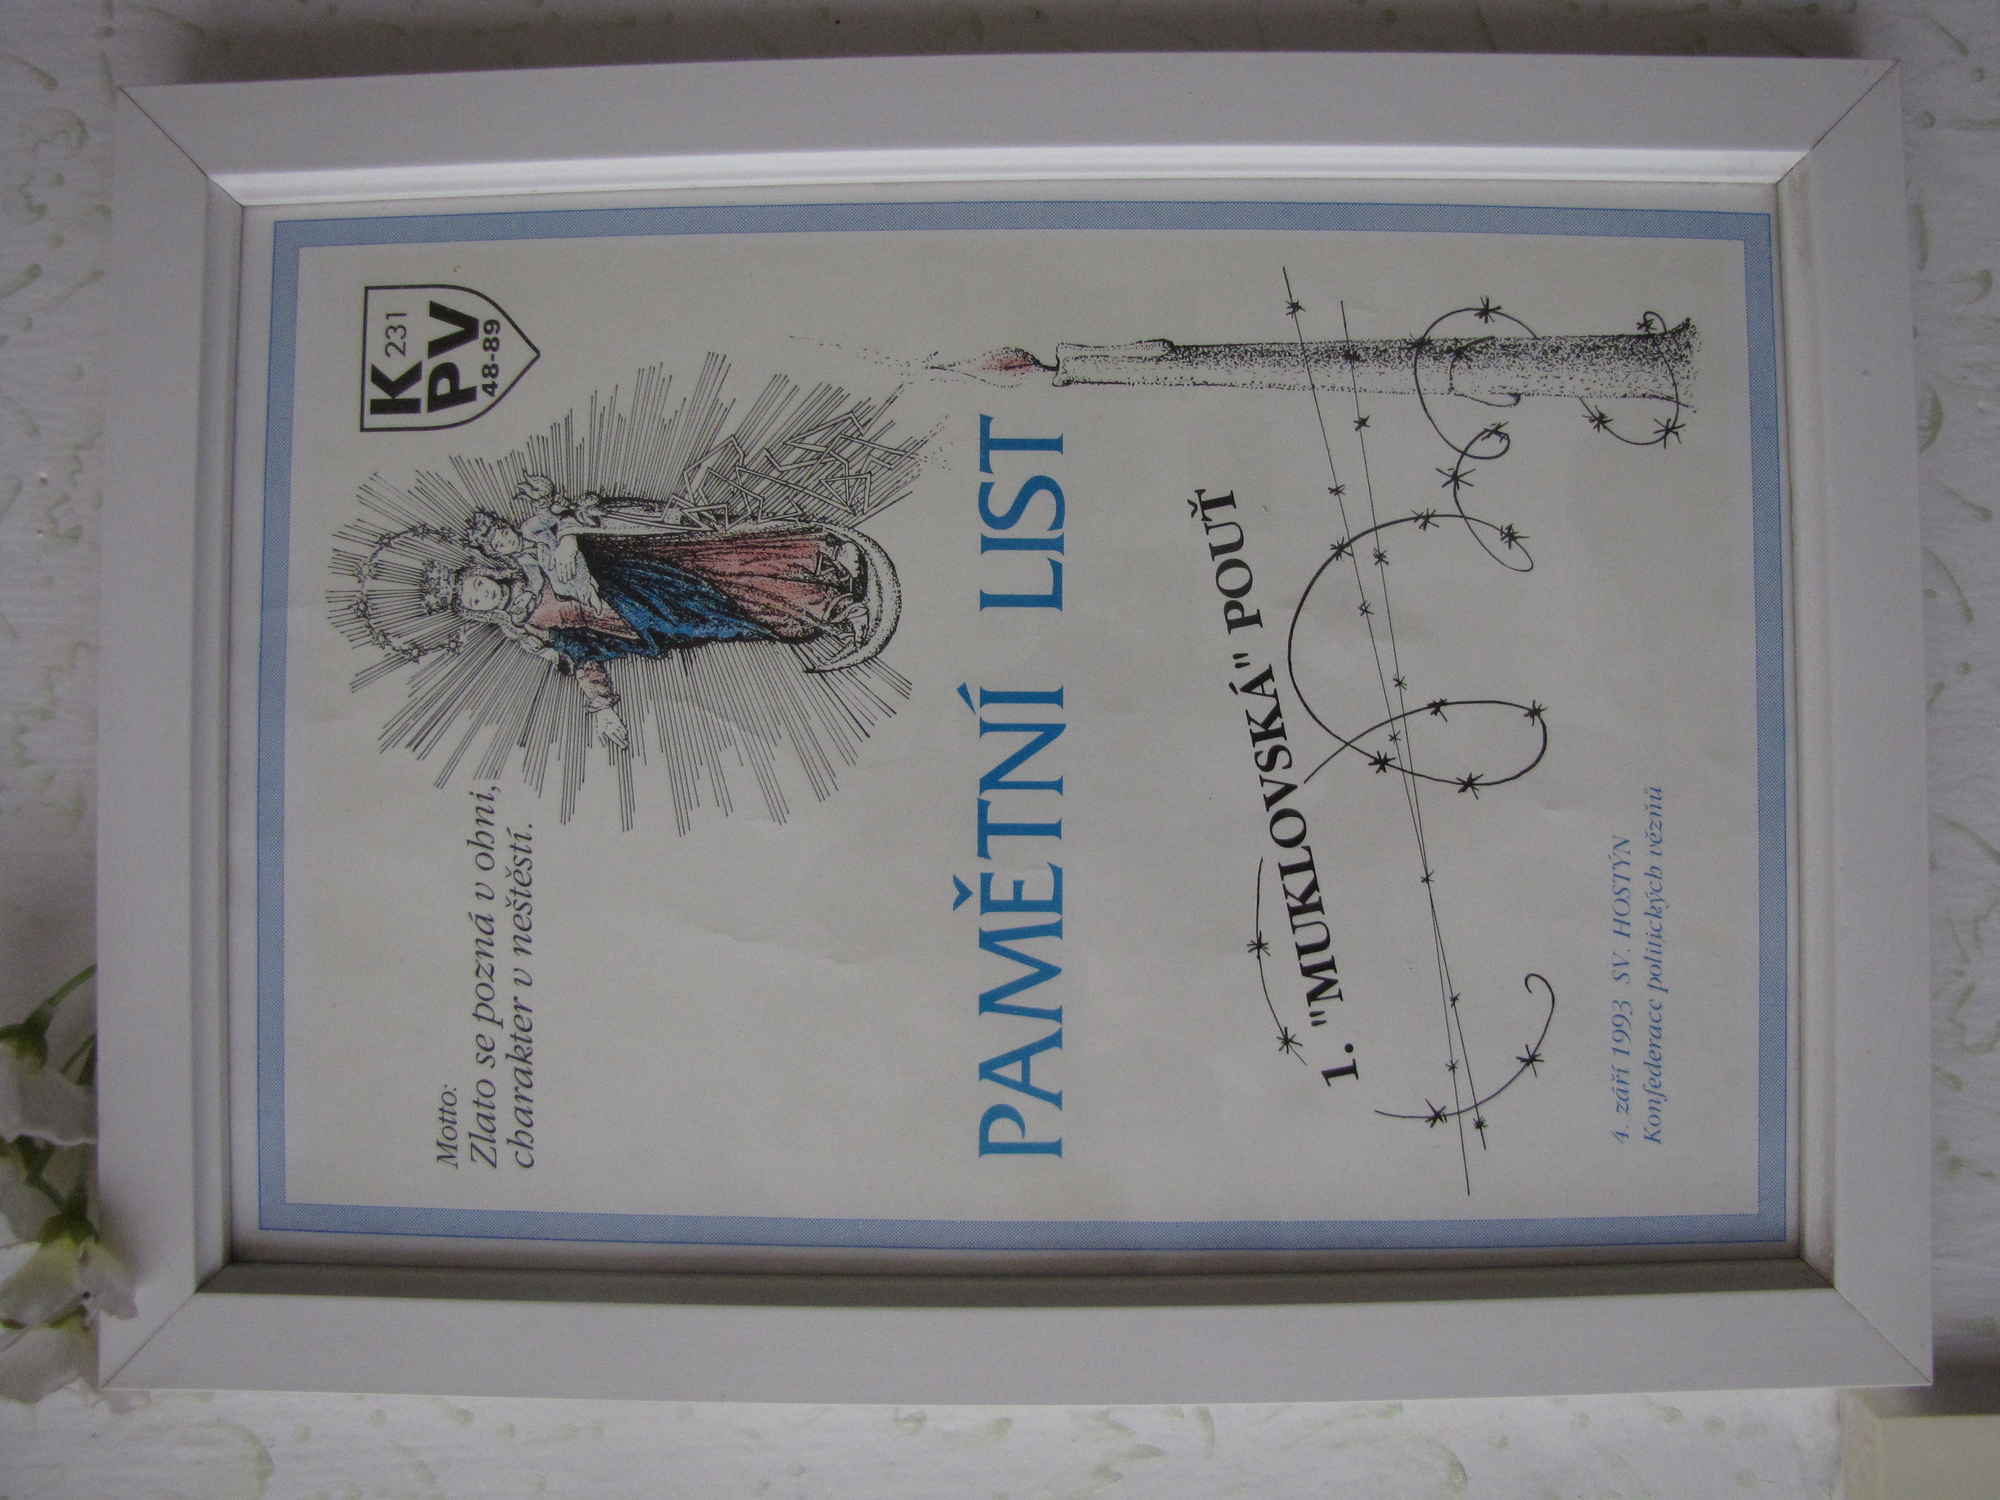 K 231
PV
48-89
Motto:
Zlato se pozná v ohni,
charakter v neštěstí.
PAMĚTNÍ LIST
1. "MUKLOVSKÁ" POUŤ
4. září 1993 SV. HOSTÝN
Konfederace politických vězňů